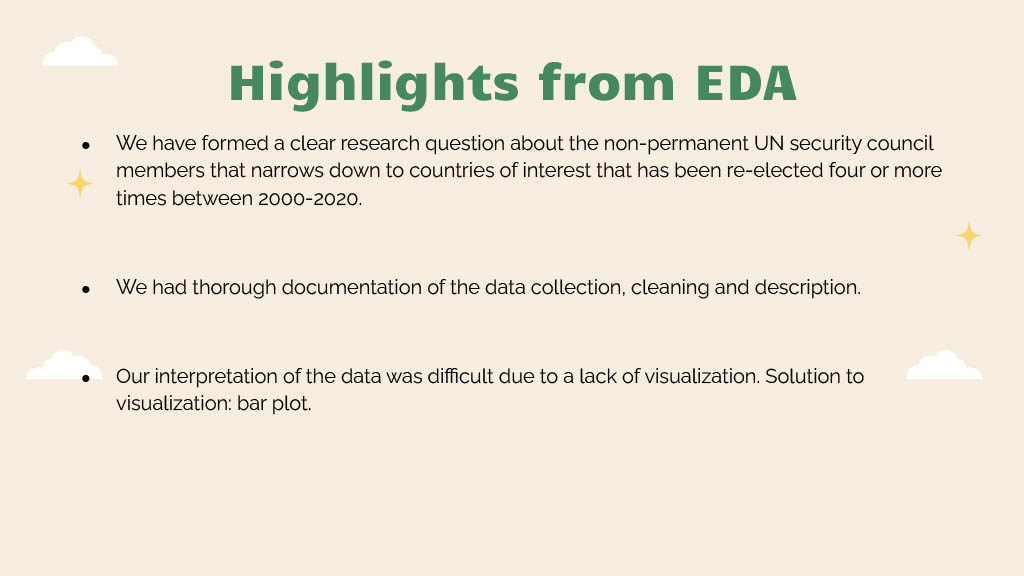 Highlights from EDA
● We have formed a clear research question about the non-permanent UN security council
members that narrows down to countries of interest that has been re-elected four or more
times between 2000-2020.
● We had thorough documentation of the data collection, cleaning and description.
● Our interpretation of the data was difficult due to a lack of visualization. Solution to
visualization: bar plot.